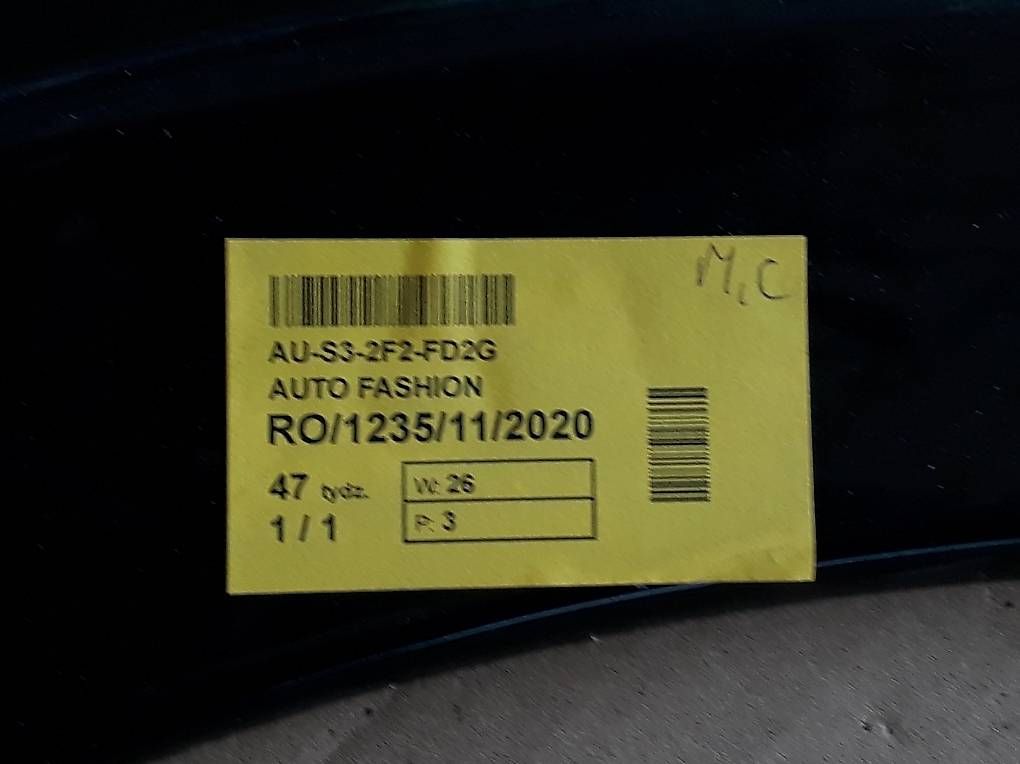 M.C
AU-S3-2F2-FD2G
AUTO FASHION
RO/1235/11/2020
47 tydz.
W: 26
1 / 1
P: 3